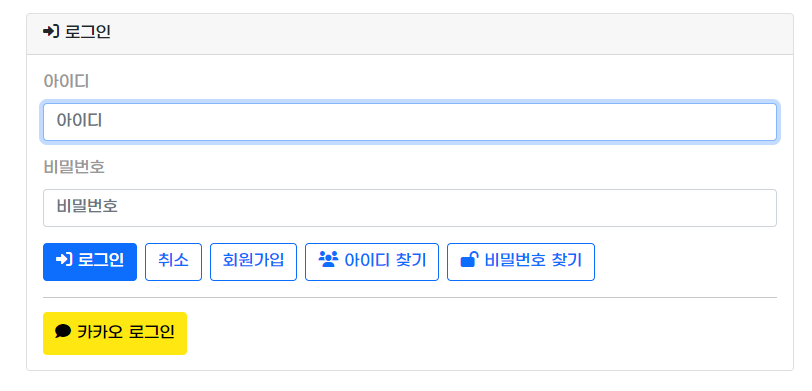 로그인
아이디
아이디
비밀번호
비밀번호
로그인 취소 회원가입 아이디 찾기 비밀번호 찾기
카카오 로그인